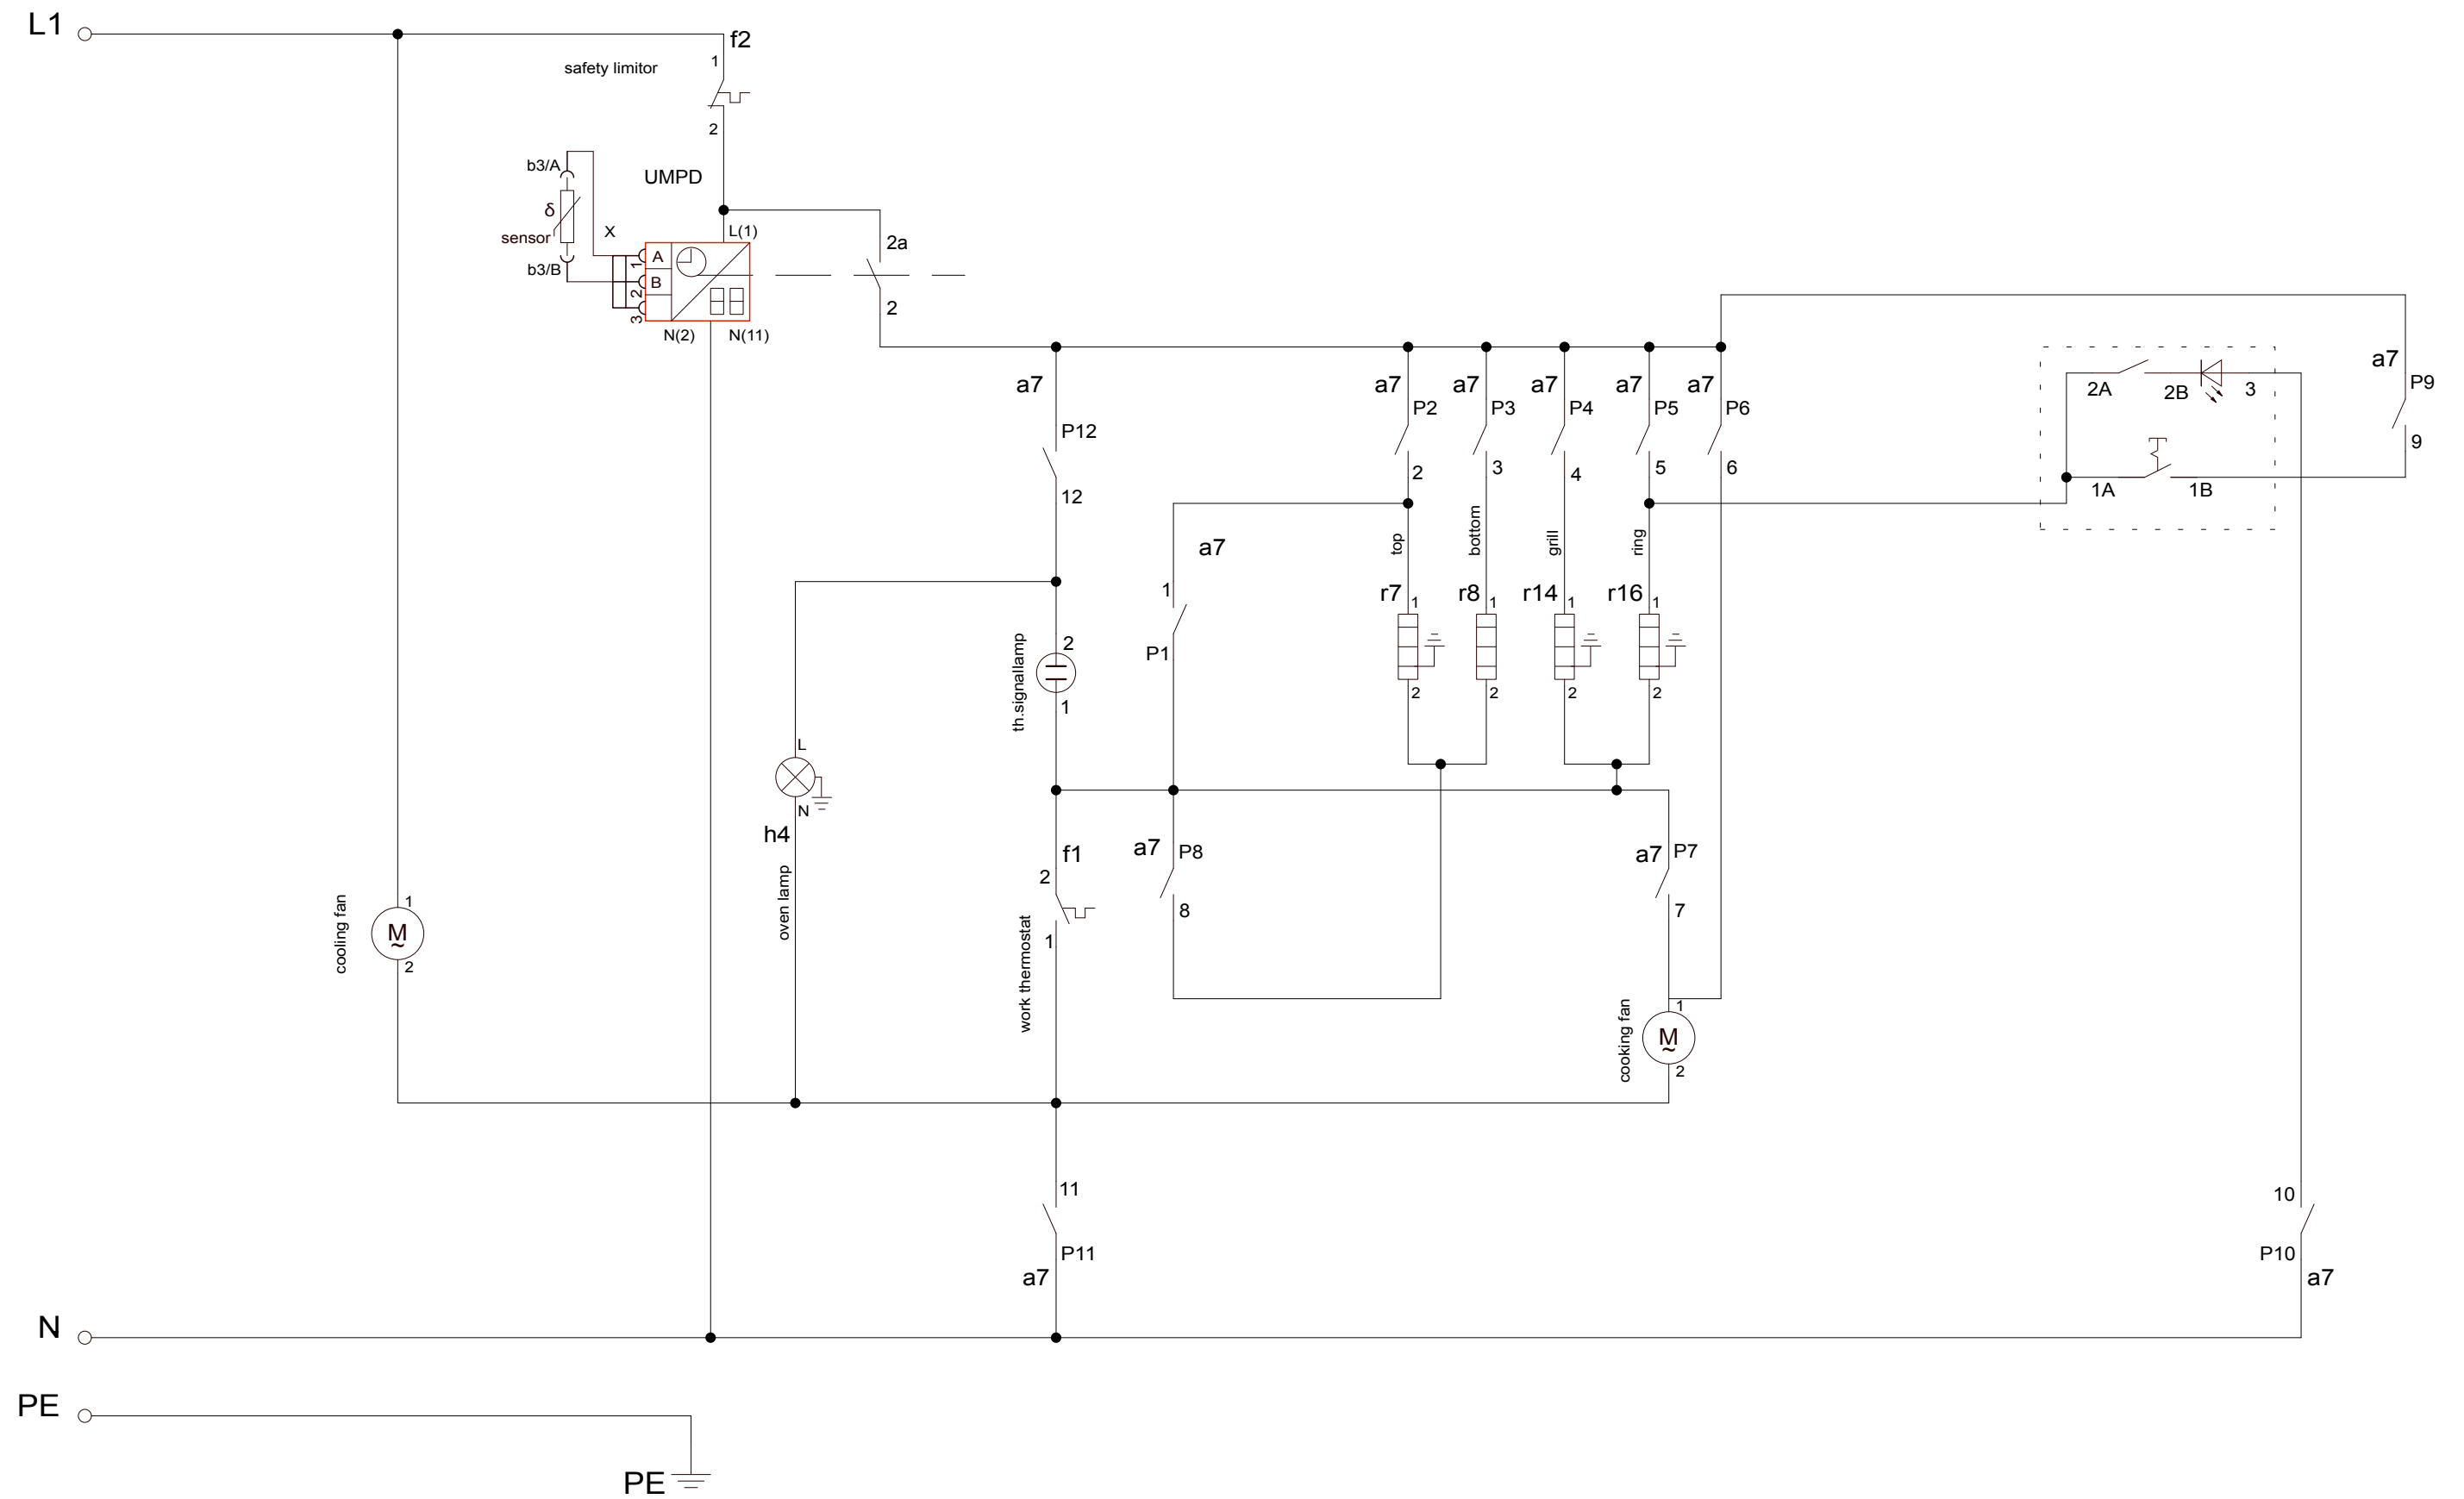 L1
f2
1
safety limitor
2
b3/A
UMPD
δ
sensor
X
L(1)
2a
A
1
b3/B
B
2
3
2
N(2)
N(11)
a7
P12
12
a7
P2
2
a7
P3
3
a7
P4
4
a7
P5
5
a7
P6
6
2A
2B
3
1A
1B
a7
P9
9
top
bottom
grill
ring
a7
1
P1
r7
1
2
r8
1
2
r14
1
2
r16
1
2
th.signallamp
2
1
L
N
h4
oven lamp
f1
2
1
work thermostat
a7
P8
8
a7
P7
7
cooling fan
1
M
~
2
cooking fan
1
M
~
2
11
P11
a7
10
P10
a7
N
PE
PE